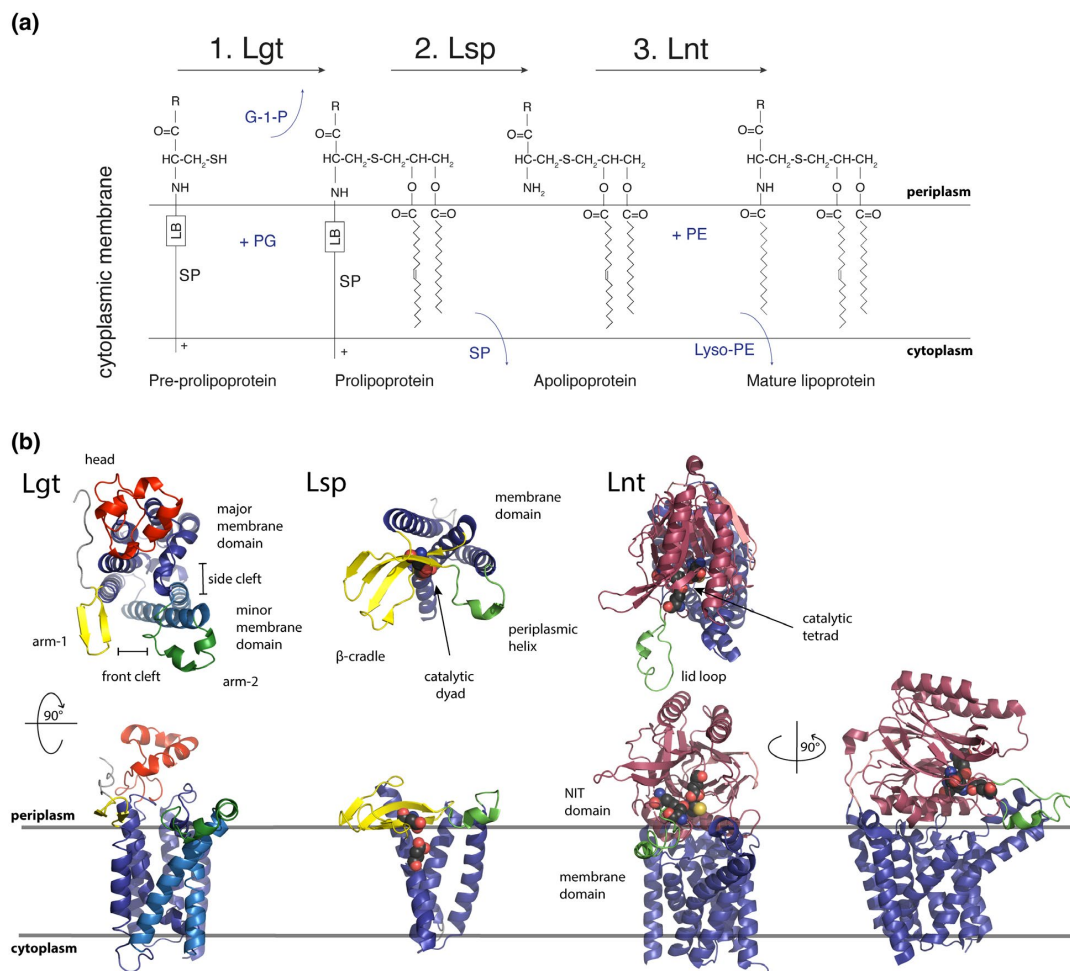 (a)
1. Lgt
2. Lsp
3. Lnt
cytoplasmic membrane
R
O=C
HC-CH2-SH
NH
LB
SP
+
G-1-P
+ PG
R
O=C
HC-CH2-S-CH2-CH-CH2
NH
O
O
O=C
C=O
LB
SP
+
SP
R
O=C
HC-CH2-S-CH2-CH-CH2
NH2
O
O
O=C
C=O
+ PE
Lyso-PE
R
O=C
HC-CH2-S-CH2-CH-CH2
NH
O
O
O=C
O=C
C=O
periplasm
cytoplasm
Pre-prolipoprotein
Prolipoprotein
Apolipoprotein
Mature lipoprotein
(b)
Lgt
head
major
membrane
domain
side cleft
minor
membrane
domain
arm-1
front cleft
arm-2
Lsp
membrane
domain
periplasmic
helix
β-cradle
catalytic
dyad
Lnt
catalytic
tetrad
lid loop
90°
90°
NIT
domain
membrane
domain
periplasm
cytoplasm